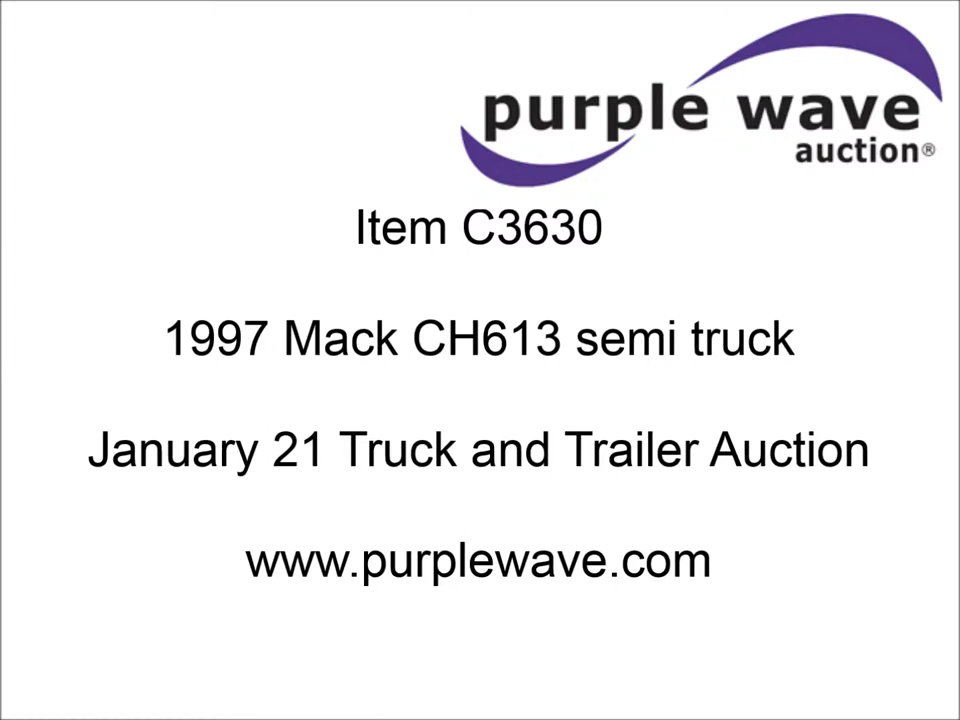 purple wave
auction®
Item C3630
1997 Mack CH613 semi truck
January 21 Truck and Trailer Auction
www.purplewave.com